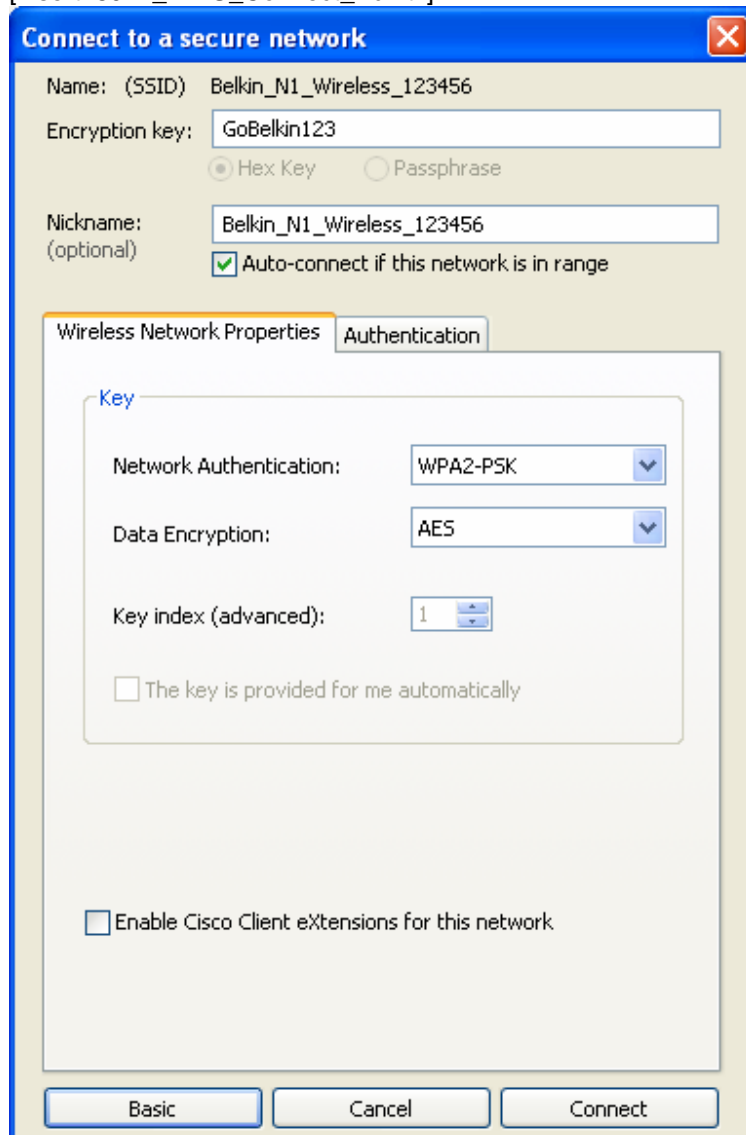 Connect to a secure network
Name: (SSID) Belkin_N1_Wireless_123456
Encryption key: GoBelkin123
Hex Key Passphrase
Nickname: Belkin_N1_Wireless_123456
(optional)
Auto-connect if this network is in range
Wireless Network Properties Authentication
Key
Network Authentication: WPA2-PSK
Data Encryption: AES
Key index (advanced): 1
The key is provided for me automatically
Enable Cisco Client eXtensions for this network
Basic Cancel Connect